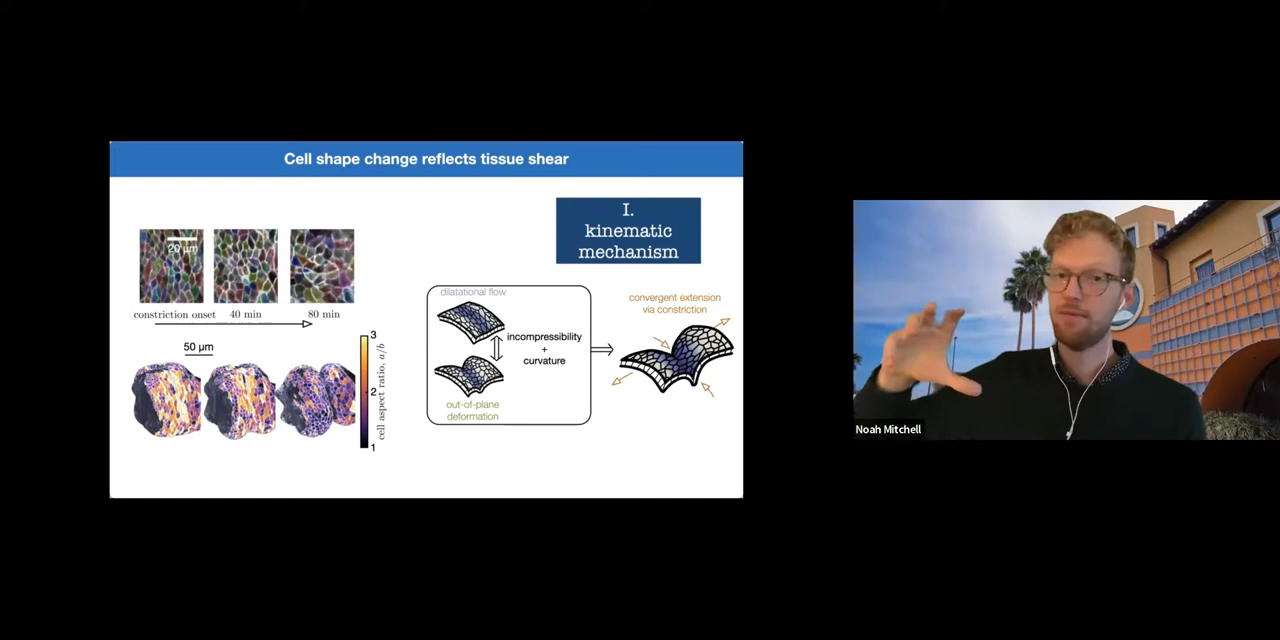 Cell shape change reflects tissue shear
I.
kinematic
mechanism
20 μm
constriction onset
40 min
80 min
50 μm
3
2
1
cell aspect ratio, a/b
dilatational flow
incompressibility
+
curvature
out-of-plane
deformation
convergent extension
via constriction
Noah Mitchell